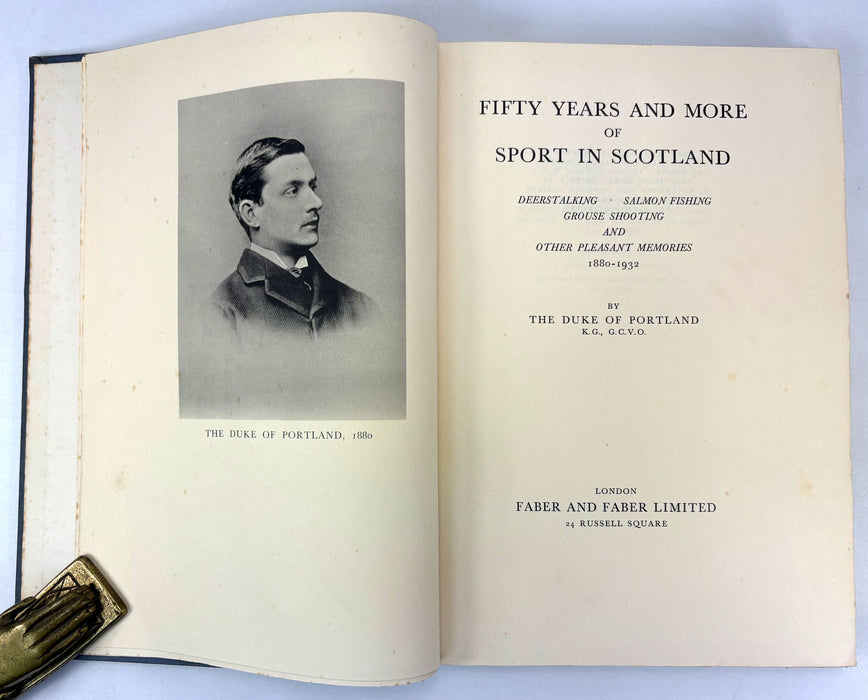 THE DUKE OF PORTLAND, 1880
FIFTY YEARS AND MORE
OF
SPORT IN SCOTLAND
DEERSTALKING · SALMON FISHING
GROUSE SHOOTING
AND
OTHER PLEASANT MEMORIES
1880-1932
BY
THE DUKE OF PORTLAND
K.G., G.C.V.O.
LONDON
FABER AND FABER LIMITED
24 RUSSELL SQUARE